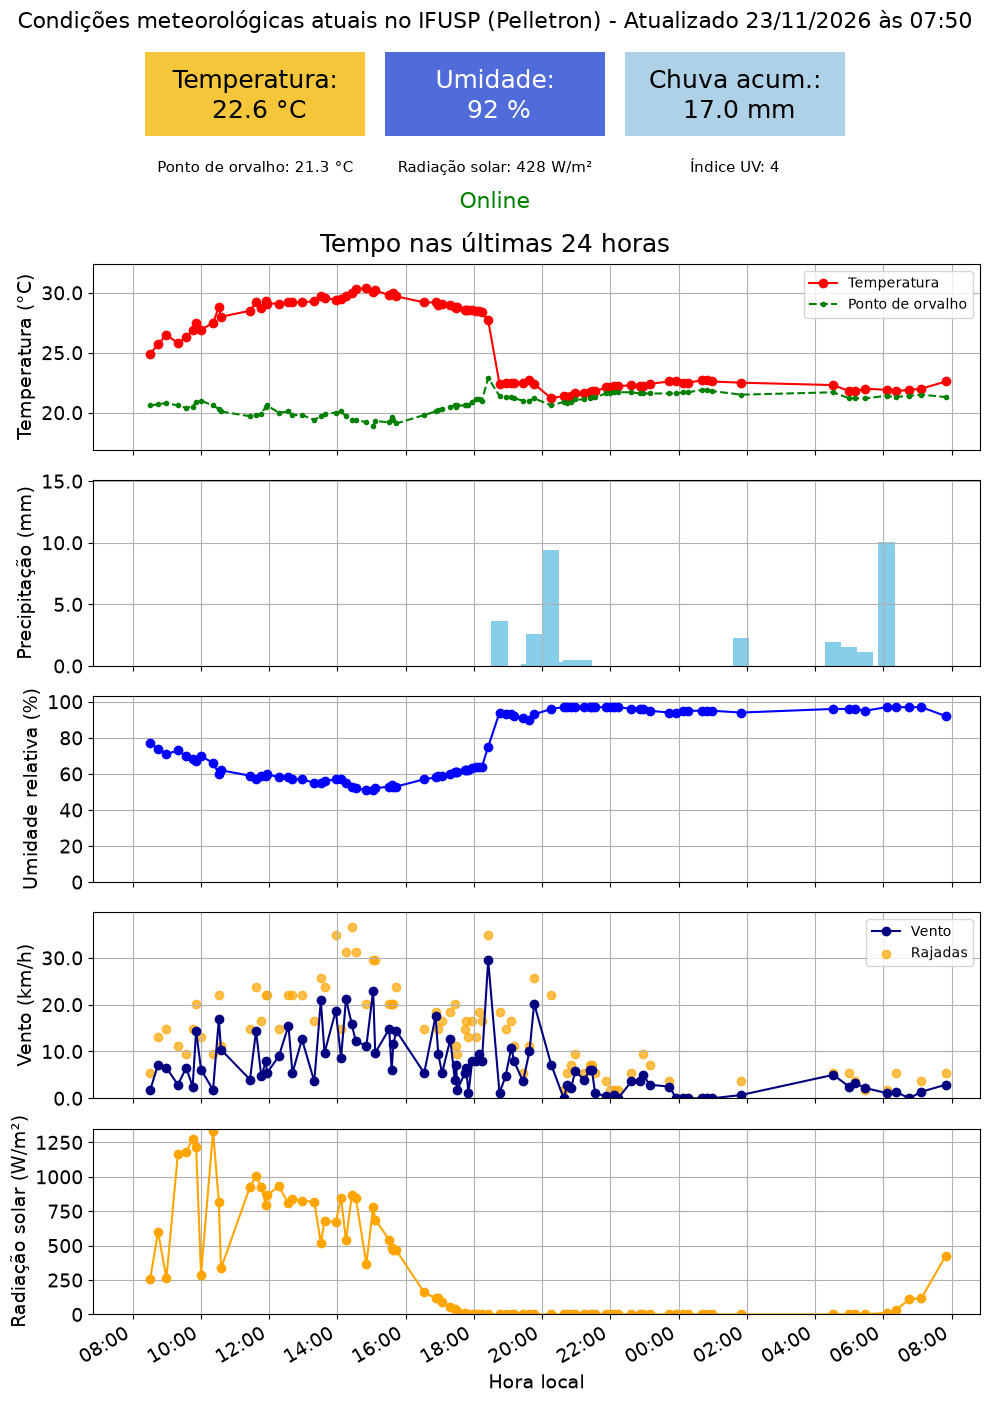 Condições meteorológicas atuais no IFUSP (Pelletron) - Atualizado 23/11/2026 às 07:50
Temperatura:
22.6 °C
Umidade:
92 %
Chuva acum.:
17.0 mm
Ponto de orvalho: 21.3 °C
Radiação solar: 428 W/m²
Índice UV: 4
Online
Tempo nas últimas 24 horas
Temperatura (°C)
30.0
25.0
20.0
Temperatura
Ponto de orvalho
Precipitação (mm)
15.0
10.0
5.0
0.0
Umidade relativa (%)
100
80
60
40
20
0
Vento (km/h)
30.0
20.0
10.0
0.0
Vento
Rajadas
Radiação solar (W/m²)
1250
1000
750
500
250
0
08:00
10:00
12:00
14:00
16:00
18:00
20:00
22:00
00:00
02:00
04:00
06:00
08:00
Hora local